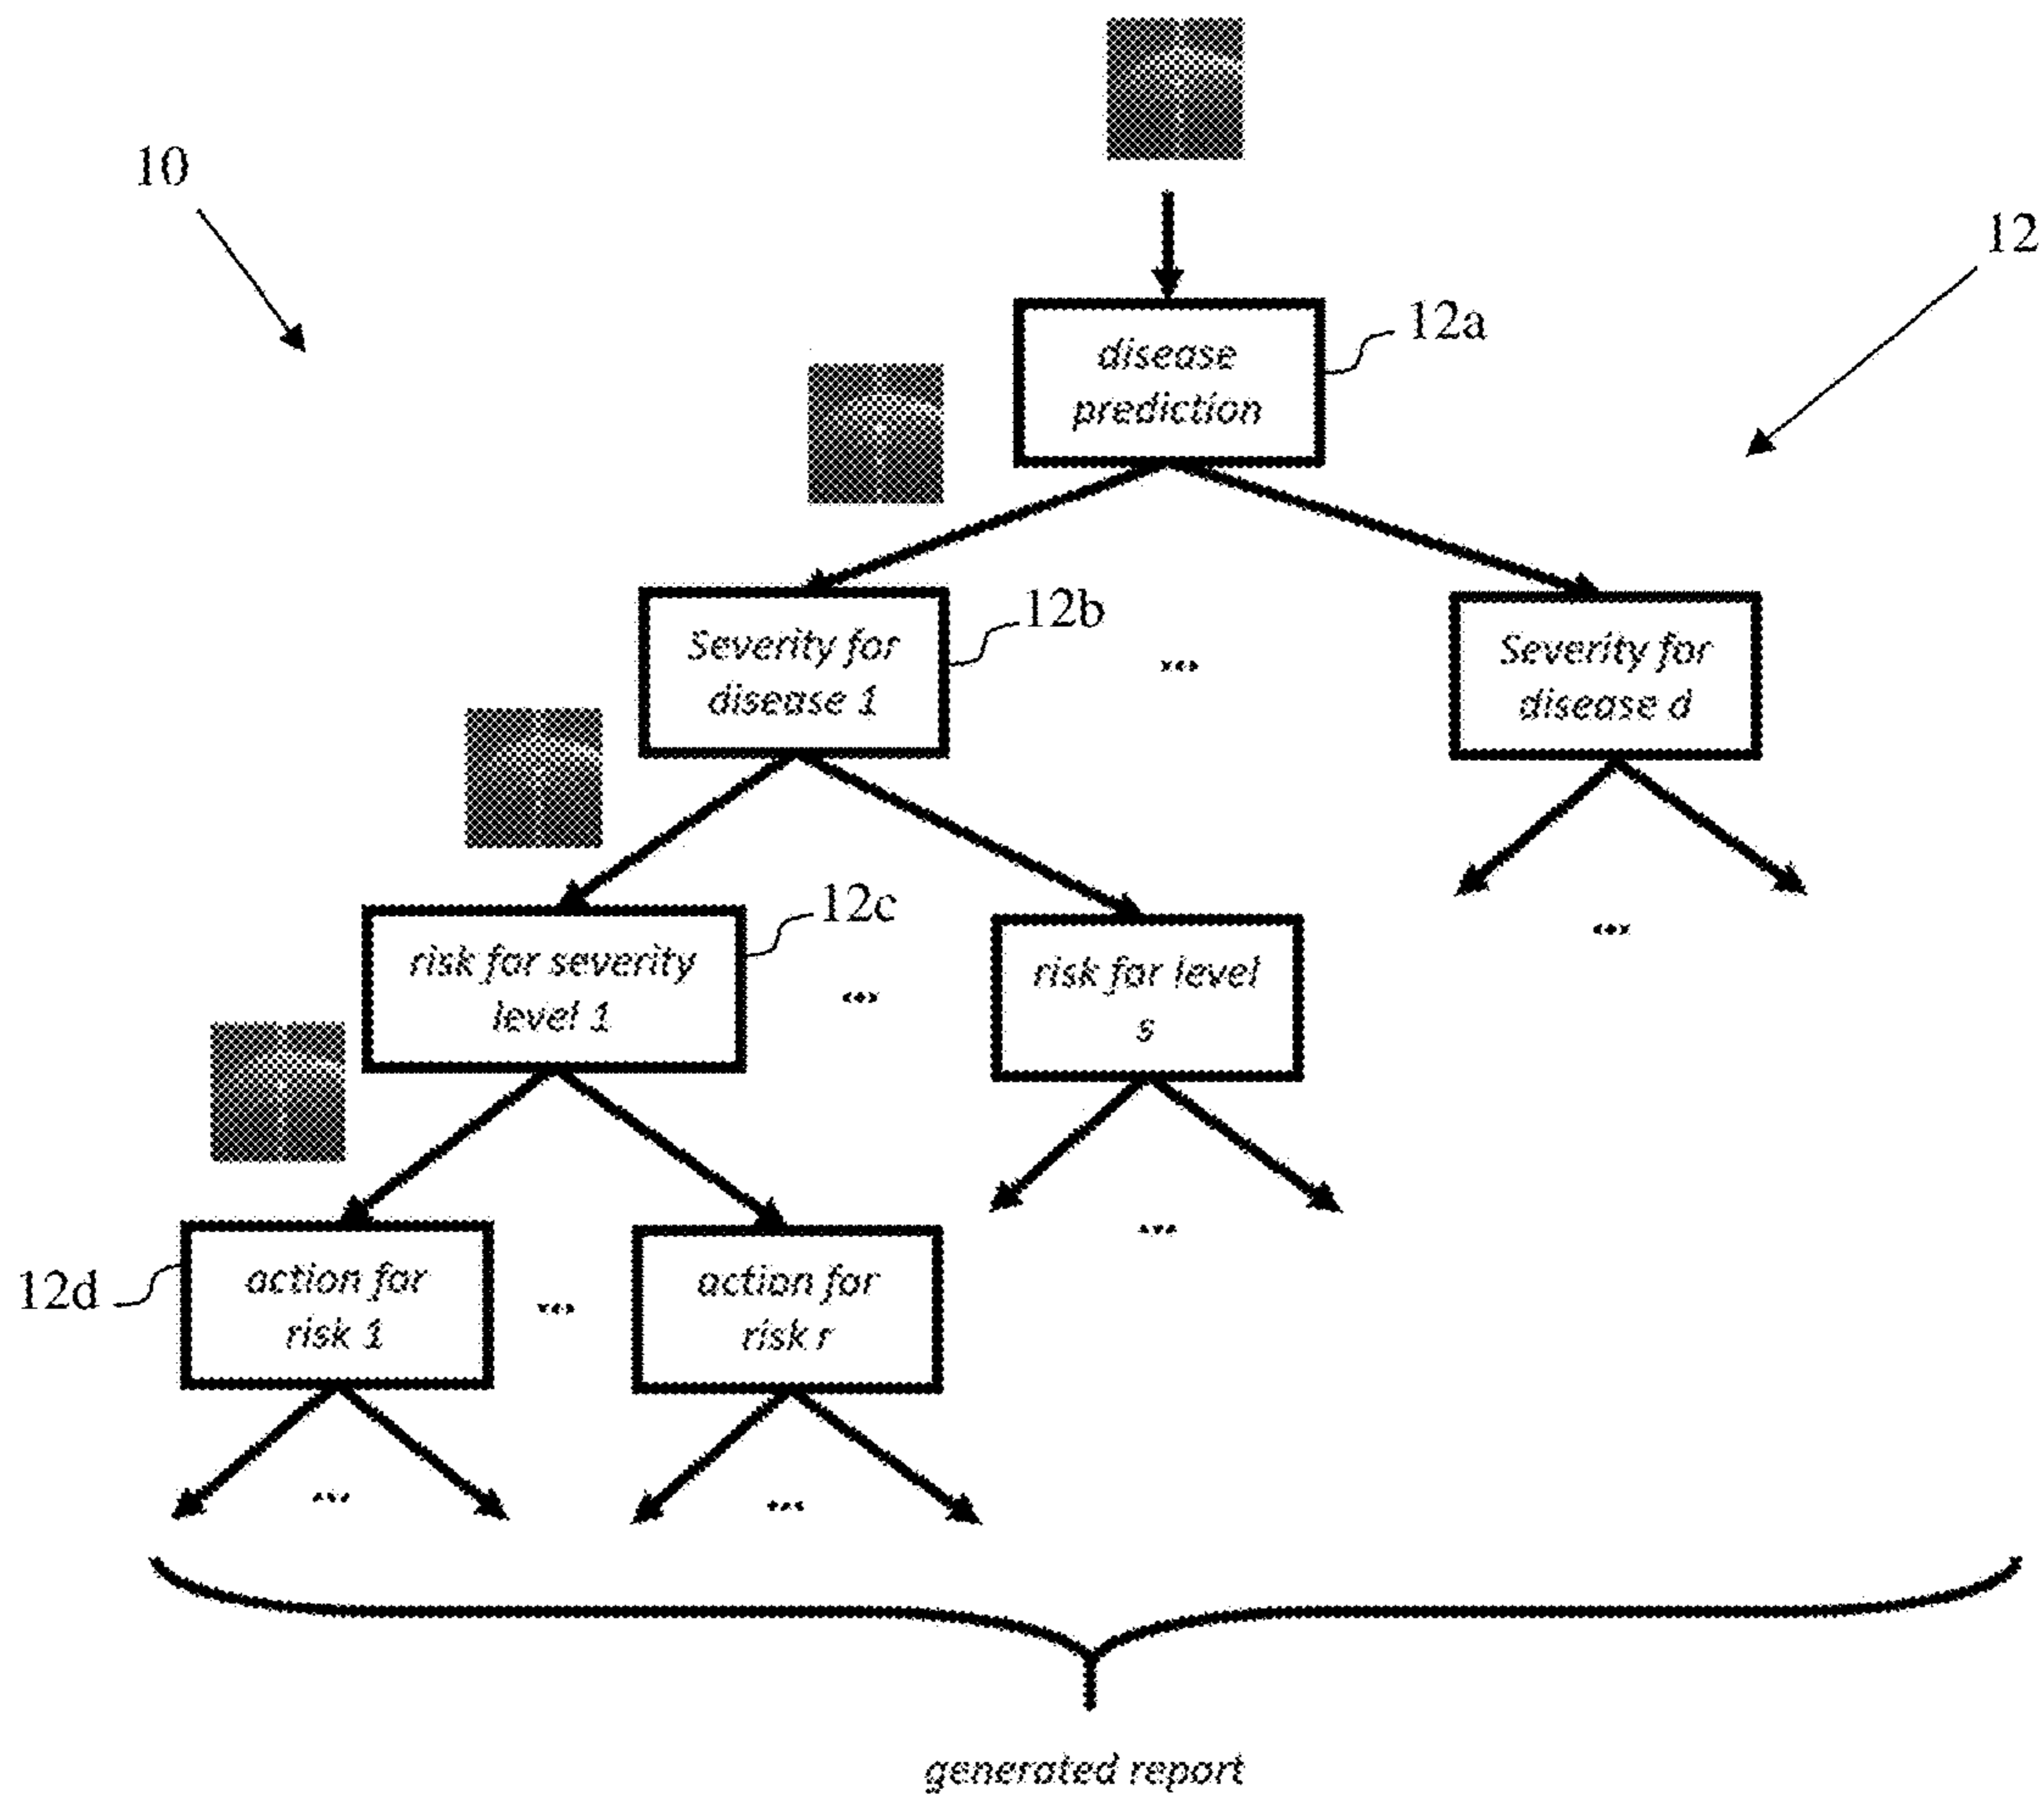 10
12
disease
prediction
12a
Severity for
disease 1
12b
...
Severity for
disease d
risk for severity
level 1
12c
...
risk for level
s
...
12d
action for
risk 1
...
action for
risk r
...
...
...
generated report